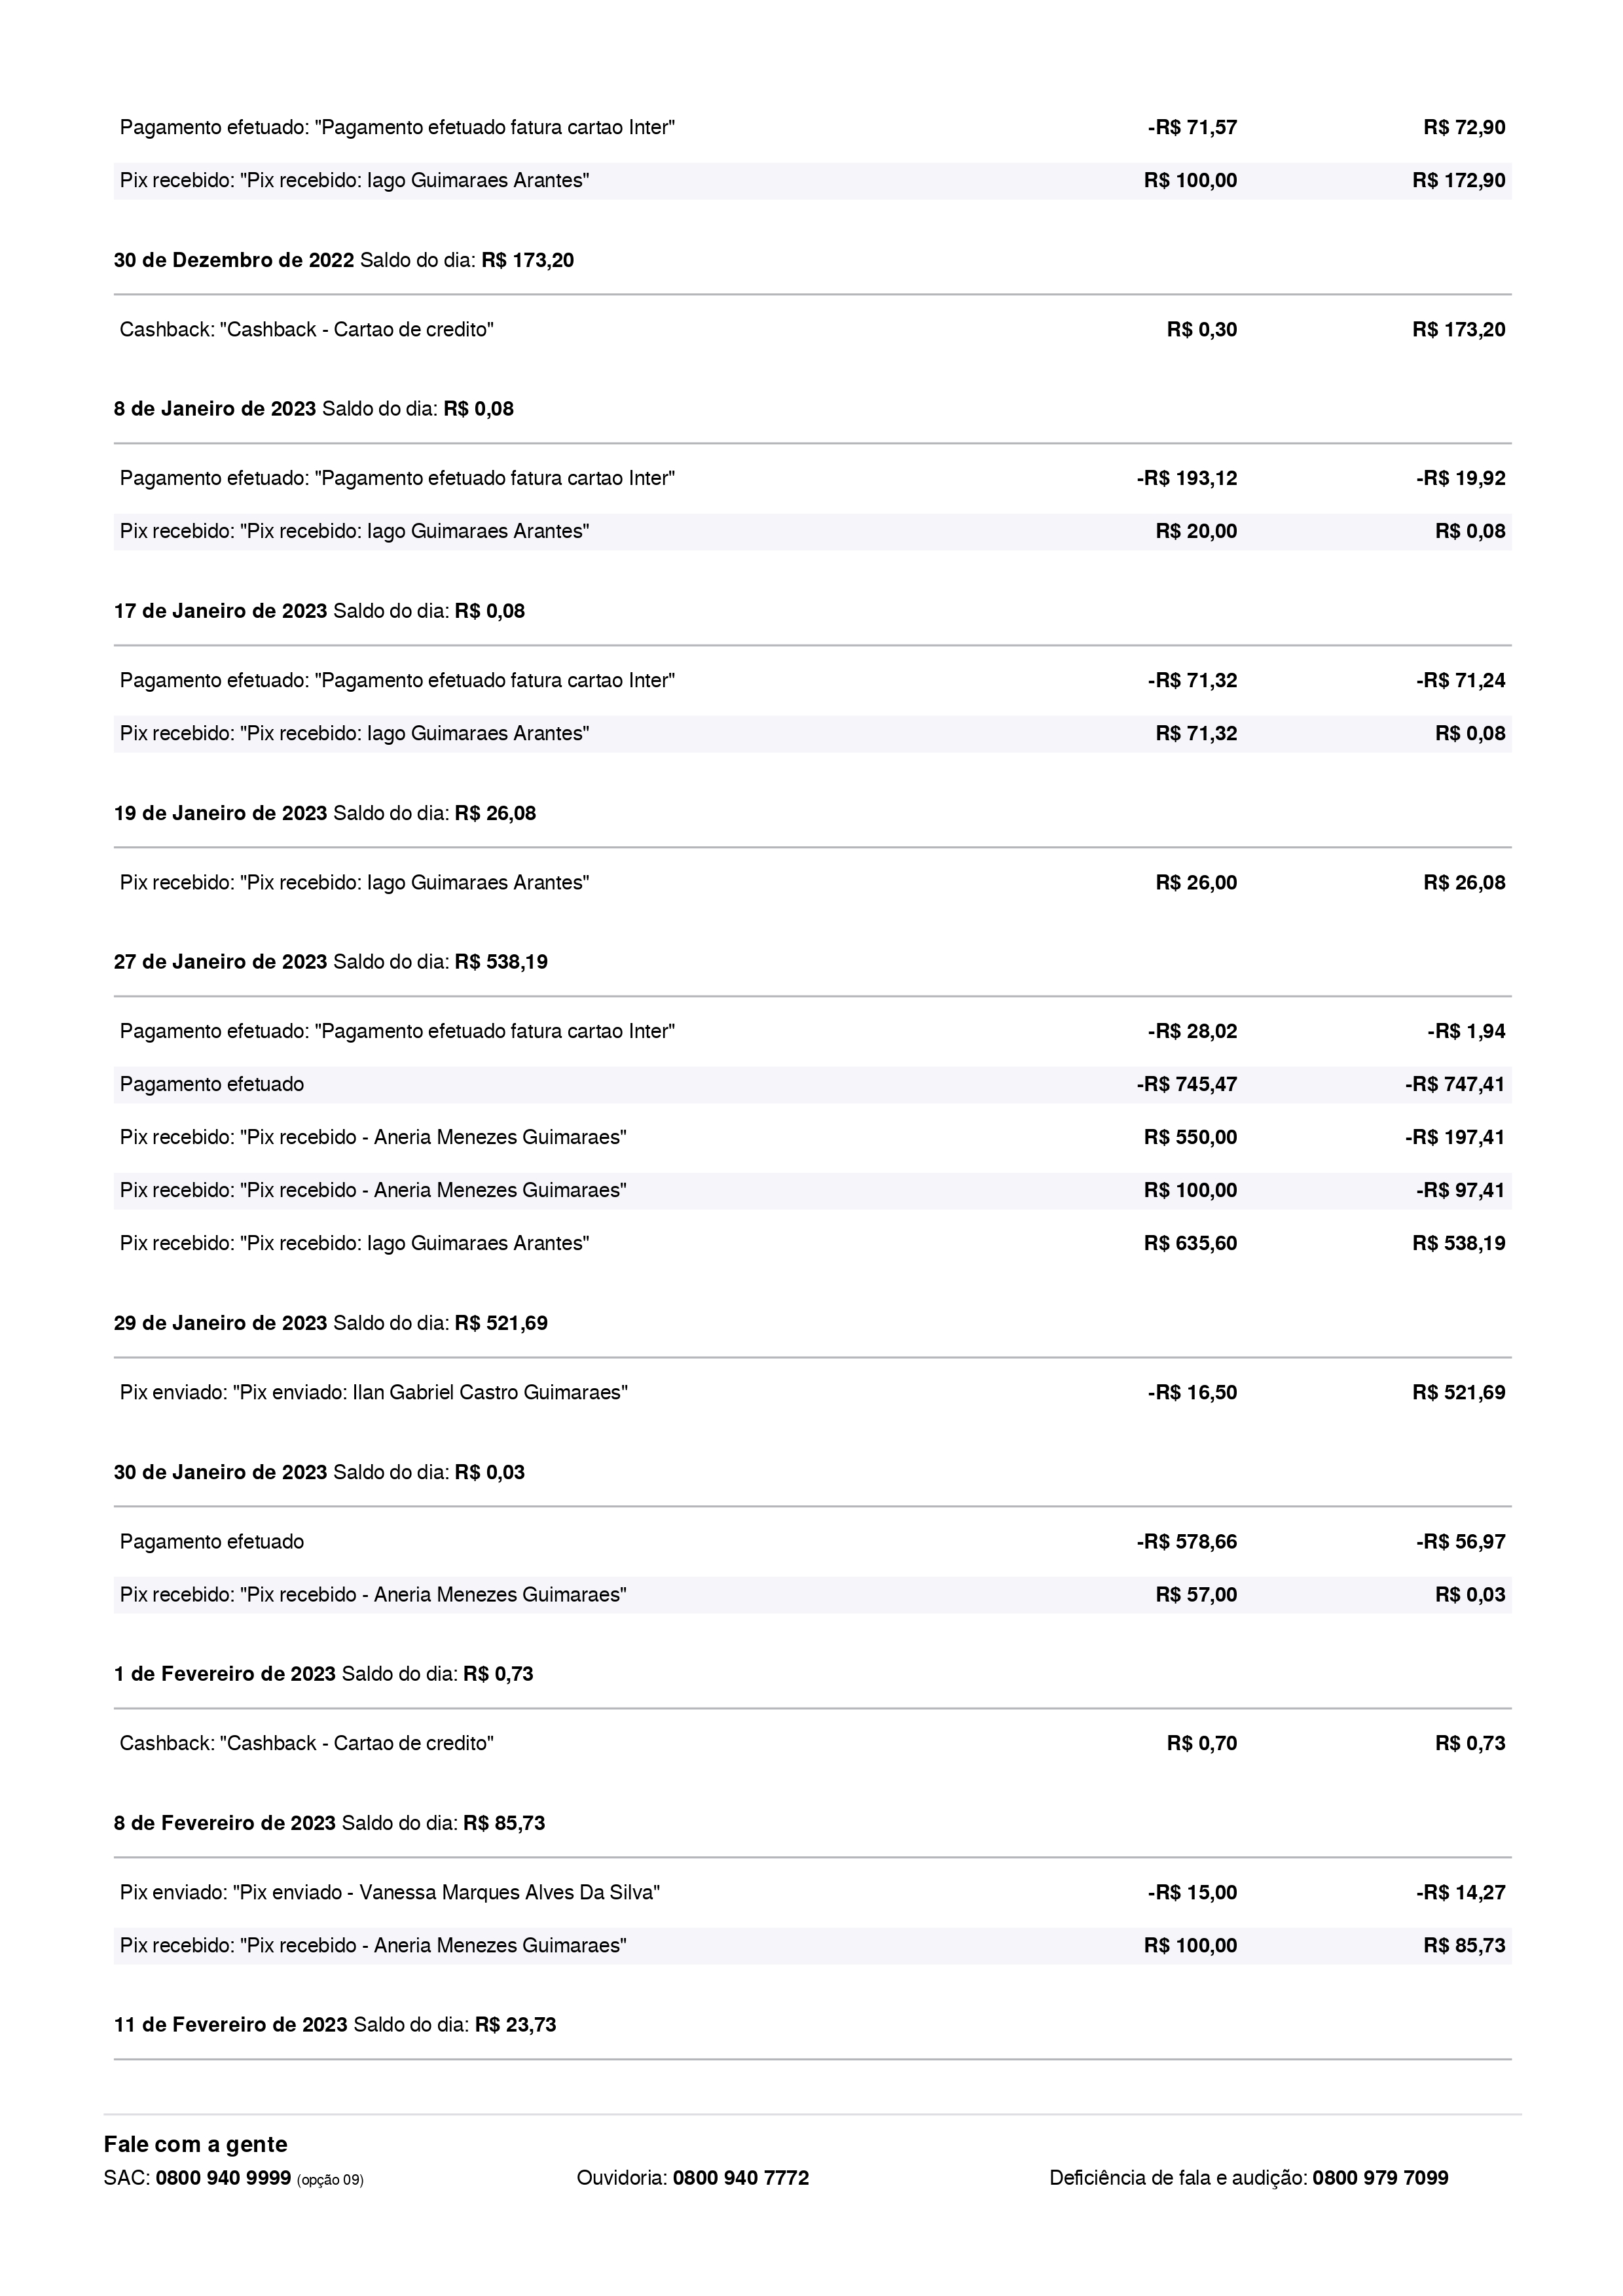 Pagamento efetuado: "Pagamento efetuado fatura cartao Inter" -R$ 71,57 R$ 72,90
Pix recebido: "Pix recebido: Iago Guimaraes Arantes" R$ 100,00 R$ 172,90
30 de Dezembro de 2022 Saldo do dia: R$ 173,20
Cashback: "Cashback - Cartao de credito" R$ 0,30 R$ 173,20
8 de Janeiro de 2023 Saldo do dia: R$ 0,08
Pagamento efetuado: "Pagamento efetuado fatura cartao Inter" -R$ 193,12 -R$ 19,92
Pix recebido: "Pix recebido: Iago Guimaraes Arantes" R$ 20,00 R$ 0,08
17 de Janeiro de 2023 Saldo do dia: R$ 0,08
Pagamento efetuado: "Pagamento efetuado fatura cartao Inter" -R$ 71,32 -R$ 71,24
Pix recebido: "Pix recebido: Iago Guimaraes Arantes" R$ 71,32 R$ 0,08
19 de Janeiro de 2023 Saldo do dia: R$ 26,08
Pix recebido: "Pix recebido: Iago Guimaraes Arantes" R$ 26,00 R$ 26,08
27 de Janeiro de 2023 Saldo do dia: R$ 538,19
Pagamento efetuado: "Pagamento efetuado fatura cartao Inter" -R$ 28,02 -R$ 1,94
Pagamento efetuado -R$ 745,47 -R$ 747,41
Pix recebido: "Pix recebido - Aneria Menezes Guimaraes" R$ 550,00 -R$ 197,41
Pix recebido: "Pix recebido - Aneria Menezes Guimaraes" R$ 100,00 -R$ 97,41
Pix recebido: "Pix recebido: Iago Guimaraes Arantes" R$ 635,60 R$ 538,19
29 de Janeiro de 2023 Saldo do dia: R$ 521,69
Pix enviado: "Pix enviado: Ilan Gabriel Castro Guimaraes" -R$ 16,50 R$ 521,69
30 de Janeiro de 2023 Saldo do dia: R$ 0,03
Pagamento efetuado -R$ 578,66 -R$ 56,97
Pix recebido: "Pix recebido - Aneria Menezes Guimaraes" R$ 57,00 R$ 0,03
1 de Fevereiro de 2023 Saldo do dia: R$ 0,73
Cashback: "Cashback - Cartao de credito" R$ 0,70 R$ 0,73
8 de Fevereiro de 2023 Saldo do dia: R$ 85,73
Pix enviado: "Pix enviado - Vanessa Marques Alves Da Silva" -R$ 15,00 -R$ 14,27
Pix recebido: "Pix recebido - Aneria Menezes Guimaraes" R$ 100,00 R$ 85,73
11 de Fevereiro de 2023 Saldo do dia: R$ 23,73
Fale com a gente
SAC: 0800 940 9999 (opção 09) Ouvidoria: 0800 940 7772 Deficiência de fala e audição: 0800 979 7099